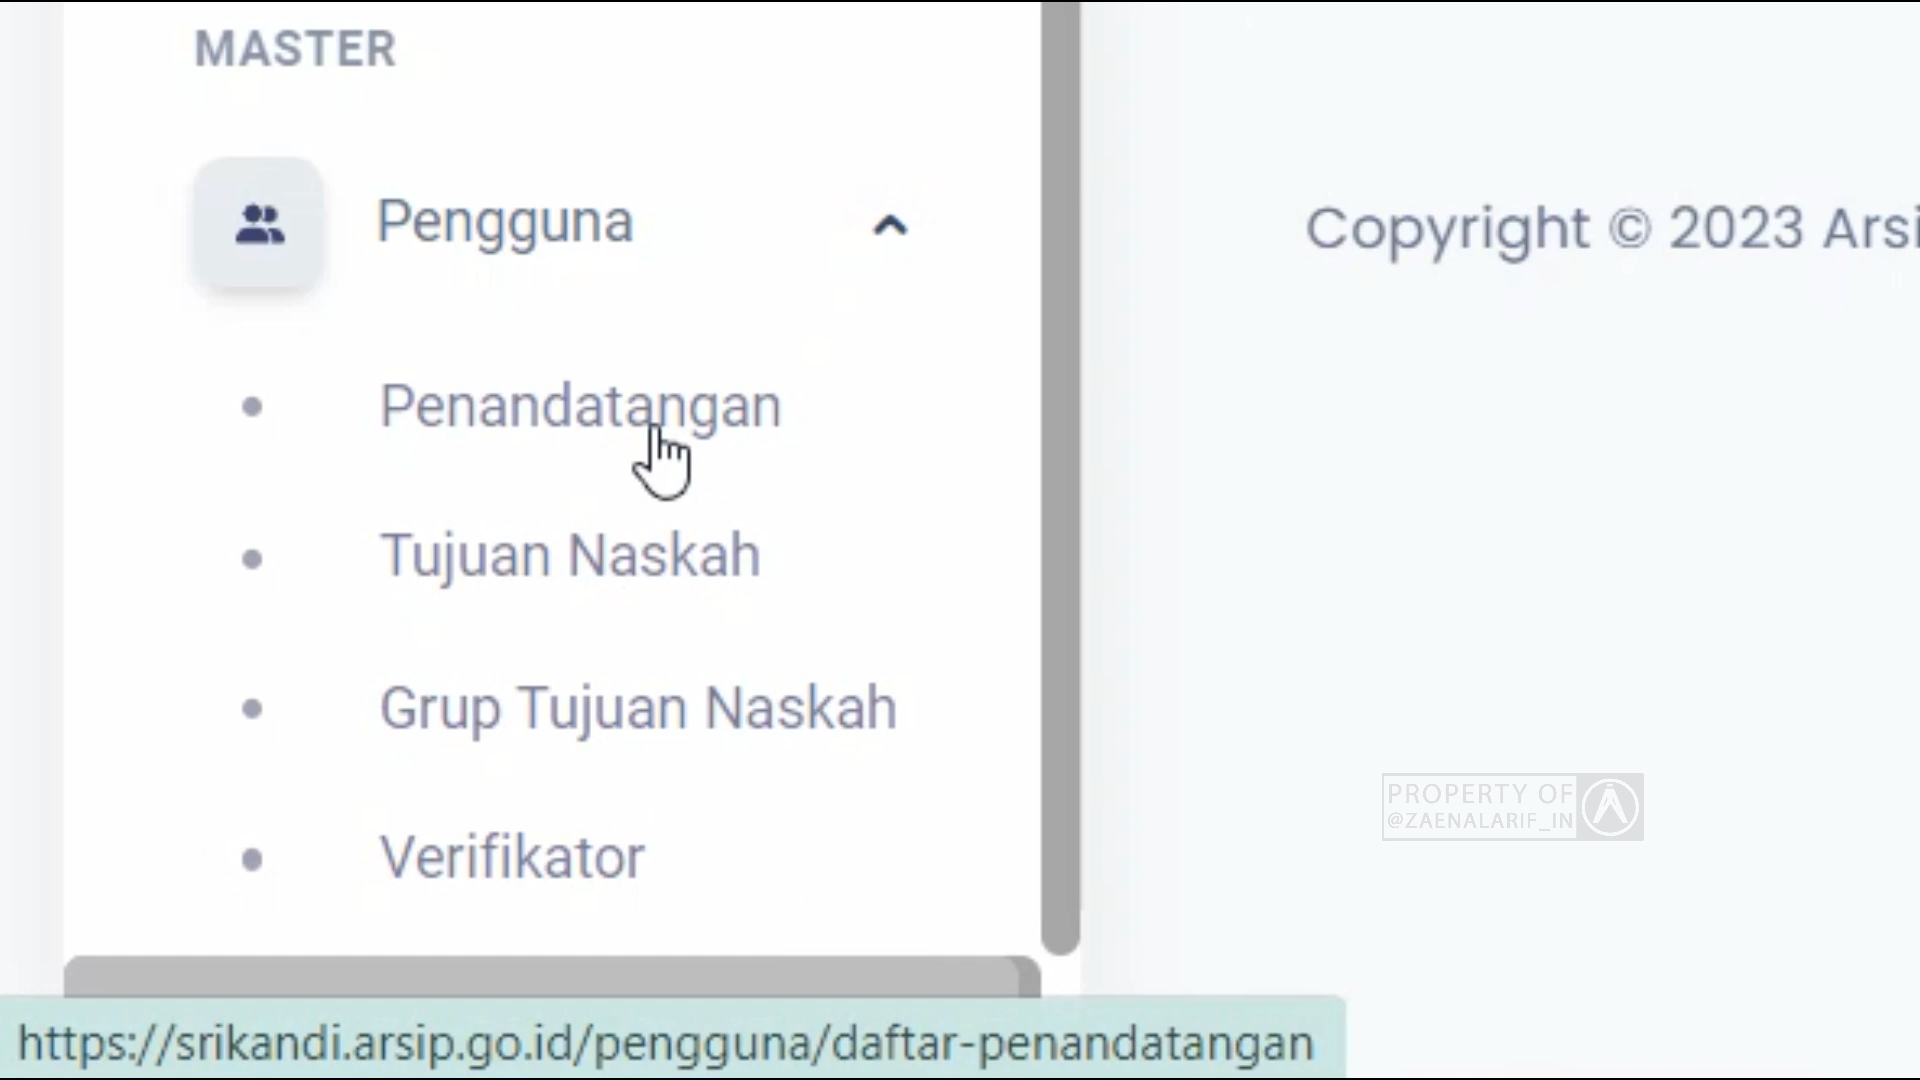 MASTER
Pengguna
Penandatangan
Tujuan Naskah
Grup Tujuan Naskah
Verifikator
Copyright © 2023 Arsi
PROPERTY OF
@ZAENALARIF_IN
https://srikandi.arsip.go.id/pengguna/daftar-penandatangan